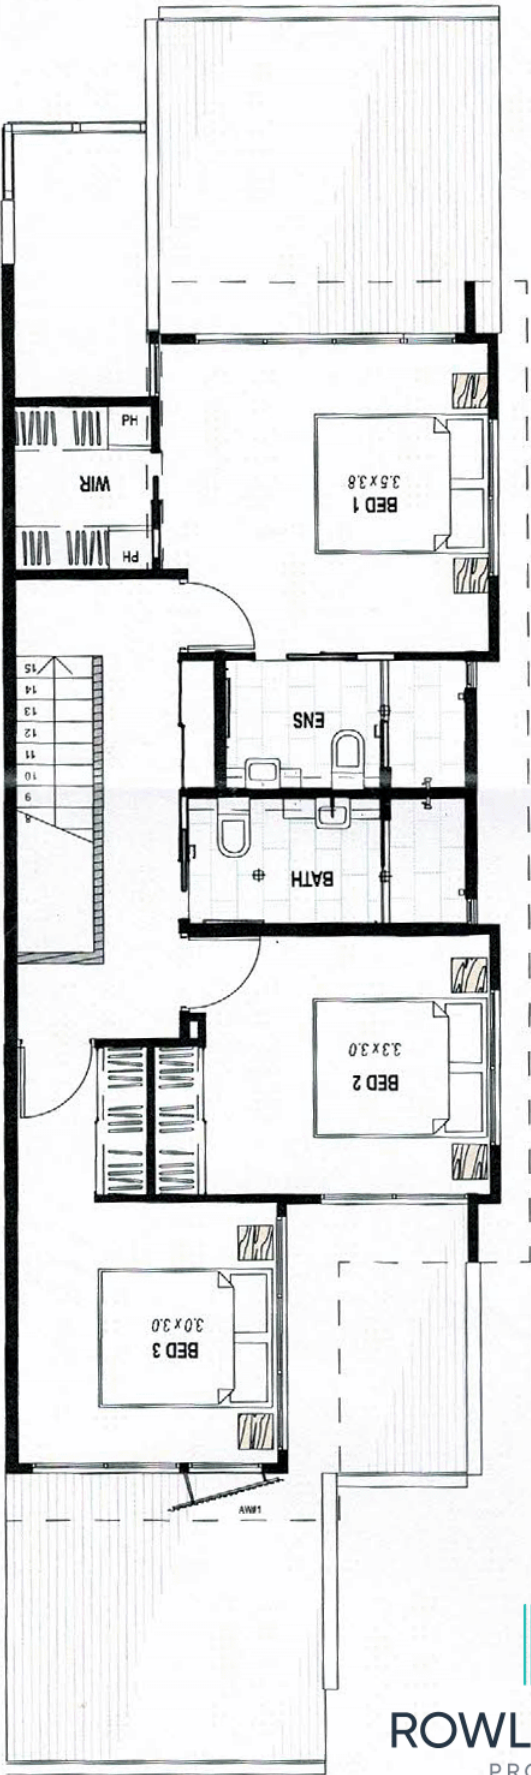 PH
WIR
PH
BED 1
3.5 x 3.8
15
14
13
12
11
10
9
8
ENS
BATH
BED 2
3.3 x 3.0
BED 3
3.0 x 3.0
AW#1
ROWL
PRO